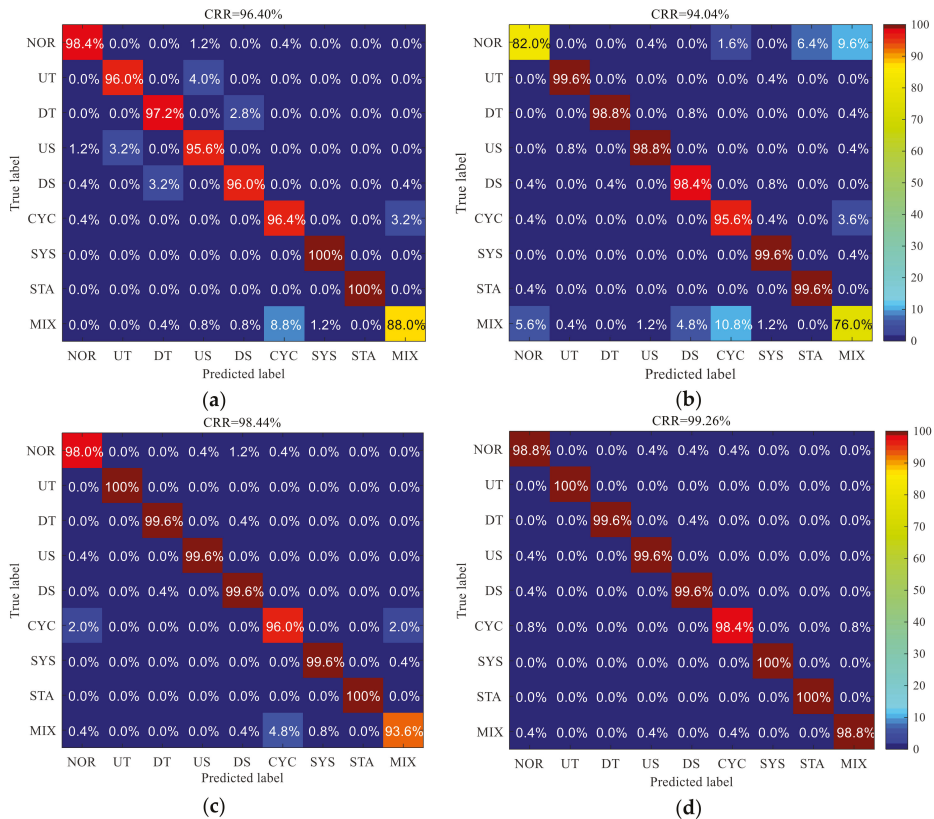 CRR=96.40%
NOR 98.4% 0.0% 0.0% 1.2% 0.0% 0.4% 0.0% 0.0% 0.0%
UT 0.0% 96.0% 0.0% 4.0% 0.0% 0.0% 0.0% 0.0% 0.0%
DT 0.0% 0.0% 97.2% 0.0% 2.8% 0.0% 0.0% 0.0% 0.0%
US 1.2% 3.2% 0.0% 95.6% 0.0% 0.0% 0.0% 0.0% 0.0%
DS 0.4% 0.0% 3.2% 0.0% 96.0% 0.0% 0.0% 0.0% 0.4%
CYC 0.4% 0.0% 0.0% 0.0% 0.0% 96.4% 0.0% 0.0% 3.2%
SYS 0.0% 0.0% 0.0% 0.0% 0.0% 0.0% 100% 0.0% 0.0%
STA 0.0% 0.0% 0.0% 0.0% 0.0% 0.0% 0.0% 100% 0.0%
MIX 0.0% 0.0% 0.4% 0.8% 0.8% 8.8% 1.2% 0.0% 88.0%
NOR UT DT US DS CYC SYS STA MIX
True label
Predicted label
(a)
CRR=94.04%
NOR 82.0% 0.0% 0.0% 0.4% 0.0% 1.6% 0.0% 6.4% 9.6%
UT 0.0% 99.6% 0.0% 0.0% 0.0% 0.0% 0.4% 0.0% 0.0%
DT 0.0% 0.0% 98.8% 0.0% 0.8% 0.0% 0.0% 0.0% 0.4%
US 0.0% 0.8% 0.0% 98.8% 0.0% 0.0% 0.0% 0.0% 0.4%
DS 0.0% 0.0% 0.4% 0.0% 98.4% 0.0% 0.8% 0.0% 0.4%
CYC 0.4% 0.0% 0.0% 0.0% 0.0% 95.6% 0.4% 0.0% 3.6%
SYS 0.0% 0.0% 0.0% 0.0% 0.0% 0.0% 99.6% 0.0% 0.4%
STA 0.4% 0.0% 0.0% 0.0% 0.0% 0.0% 0.0% 99.6% 0.0%
MIX 5.6% 0.4% 0.0% 1.2% 4.8% 10.8% 1.2% 0.0% 76.0%
NOR UT DT US DS CYC SYS STA MIX
True label
Predicted label
100
90
80
70
60
50
40
30
20
10
0
(b)
CRR=98.44%
NOR 98.0% 0.0% 0.0% 0.4% 1.2% 0.4% 0.0% 0.0% 0.0%
UT 0.0% 100% 0.0% 0.0% 0.0% 0.0% 0.0% 0.0% 0.0%
DT 0.0% 0.0% 99.6% 0.0% 0.4% 0.0% 0.0% 0.0% 0.0%
US 0.4% 0.0% 0.0% 99.6% 0.0% 0.0% 0.0% 0.0% 0.0%
DS 0.0% 0.0% 0.4% 0.0% 99.6% 0.0% 0.0% 0.0% 0.0%
CYC 2.0% 0.0% 0.0% 0.0% 0.0% 96.0% 0.0% 0.0% 2.0%
SYS 0.0% 0.0% 0.0% 0.0% 0.0% 0.0% 99.6% 0.0% 0.4%
STA 0.0% 0.0% 0.0% 0.0% 0.0% 0.0% 0.0% 100% 0.0%
MIX 0.4% 0.0% 0.0% 0.0% 0.4% 4.8% 0.8% 0.0% 93.6%
NOR UT DT US DS CYC SYS STA MIX
True label
Predicted label
(c)
CRR=99.26%
NOR 98.8% 0.0% 0.0% 0.4% 0.4% 0.4% 0.0% 0.0% 0.0%
UT 0.0% 100% 0.0% 0.0% 0.0% 0.0% 0.0% 0.0% 0.0%
DT 0.0% 0.0% 99.6% 0.0% 0.4% 0.0% 0.0% 0.0% 0.0%
US 0.4% 0.0% 0.0% 99.6% 0.0% 0.0% 0.0% 0.0% 0.0%
DS 0.4% 0.0% 0.0% 0.0% 99.6% 0.0% 0.0% 0.0% 0.0%
CYC 0.8% 0.0% 0.0% 0.0% 0.0% 98.4% 0.0% 0.0% 0.8%
SYS 0.0% 0.0% 0.0% 0.0% 0.0% 0.0% 100% 0.0% 0.0%
STA 0.0% 0.0% 0.0% 0.0% 0.0% 0.0% 0.0% 100% 0.0%
MIX 0.4% 0.0% 0.0% 0.4% 0.0% 0.4% 0.0% 0.0% 98.8%
NOR UT DT US DS CYC SYS STA MIX
True label
Predicted label
100
90
80
70
60
50
40
30
20
10
0
(d)